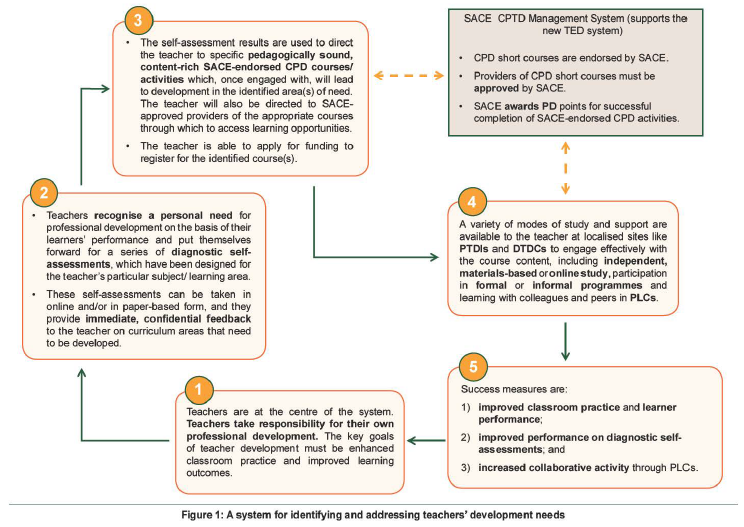 3
• The self-assessment results are used to direct
the teacher to specific pedagogically sound,
content-rich SACE-endorsed CPD courses/
activities which, once engaged with, will lead
to development in the identified area(s) of need.
The teacher will also be directed to SACE-
approved providers of the appropriate courses
through which to access learning opportunities.
• The teacher is able to apply for funding to
register for the identified course(s).
SACE CPTD Management System (supports the
new TED system)
• CPD short courses are endorsed by SACE.
• Providers of CPD short courses must be
approved by SACE.
• SACE awards PD points for successful
completion of SACE-endorsed CPD activities.
2
• Teachers recognise a personal need for
professional development on the basis of their
learners' performance and put themselves
forward for a series of diagnostic self-
assessments, which have been designed for
the teacher's particular subject/ learning area.
• These self-assessments can be taken in
online and/or in paper-based form, and they
provide immediate, confidential feedback
to the teacher on curriculum areas that need
to be developed.
4
A variety of modes of study and support are
available to the teacher at localised sites like
PTDIs and DTDCs to engage effectively with
the course content, including independent,
materials-based or online study, participation
in formal or informal programmes and
learning with colleagues and peers in PLCs.
1
Teachers are at the centre of the system.
Teachers take responsibility for their own
professional development. The key goals
of teacher development must be enhanced
classroom practice and improved learning
outcomes.
5
Success measures are:
1) improved classroom practice and learner
performance;
2) improved performance on diagnostic self-
assessments; and
3) increased collaborative activity through PLCs.
Figure 1: A system for identifying and addressing teachers' development needs